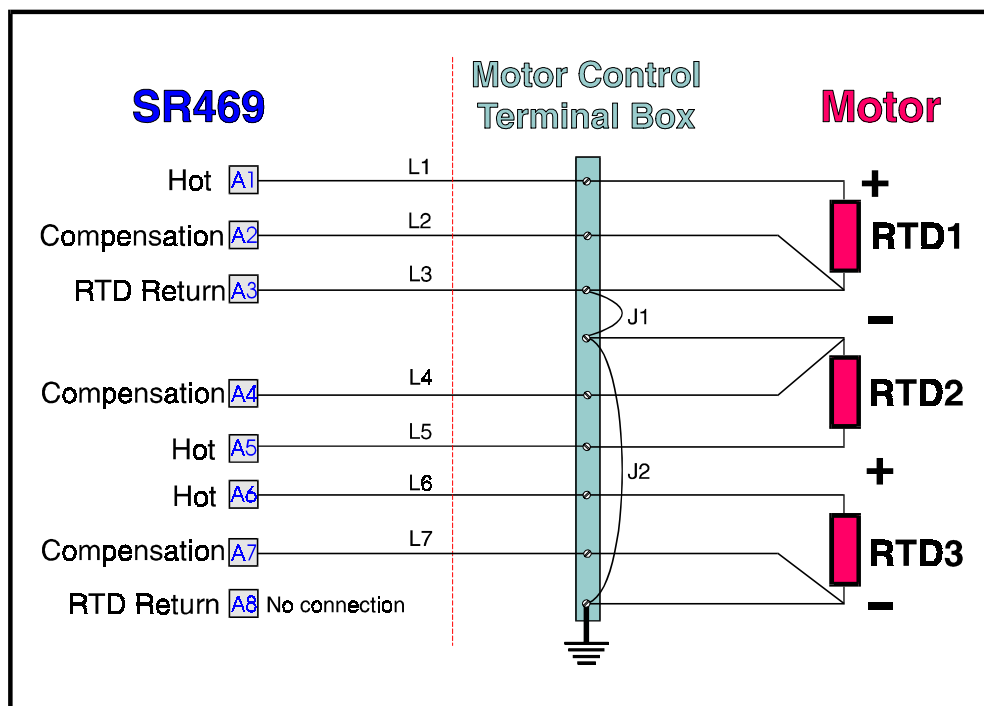 SR469
Motor Control
Terminal Box
Motor
Hot A1 L1
+
Compensation A2 L2
RTD1
RTD Return A3 L3
J1
–
Compensation A4 L4
RTD2
Hot A5 L5
J2
+
Hot A6 L6
Compensation A7 L7
RTD3
RTD Return A8 No connection
–